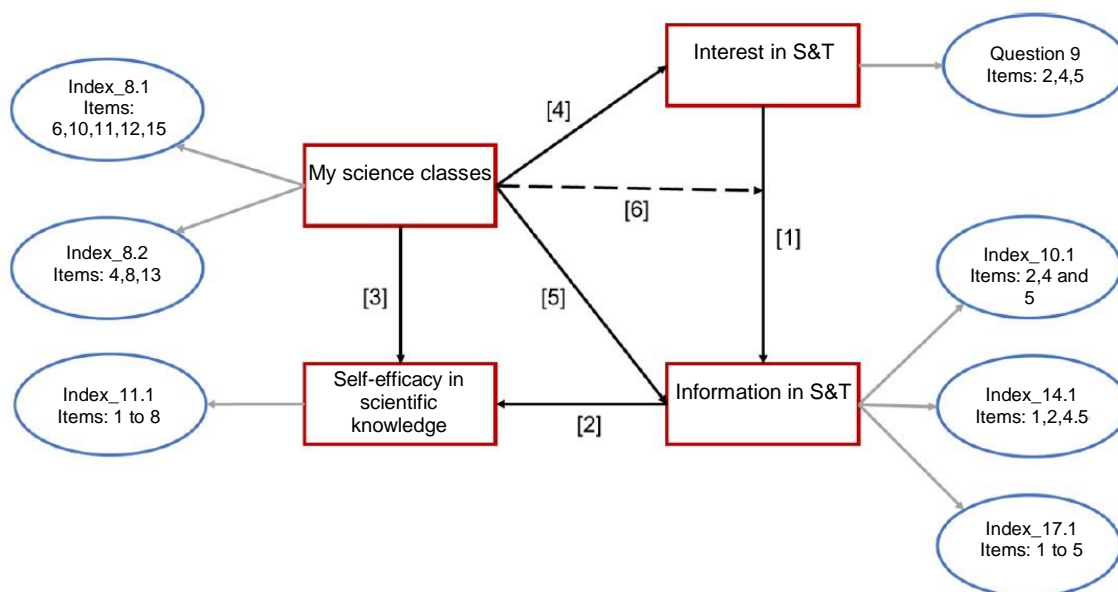 Interest in S&T
Question 9
Items: 2,4,5
Index_8.1
Items:
6,10,11,12,15
[4]
My science classes
[6]
Index_8.2
Items: 4,8,13
[1]
Index_10.1
Items: 2,4 and
5
[3]
[5]
Index_11.1
Items: 1 to 8
Self-efficacy in
scientific
knowledge
[2]
Information in S&T
Index_14.1
Items: 1,2,4.5
Index_17.1
Items: 1 to 5